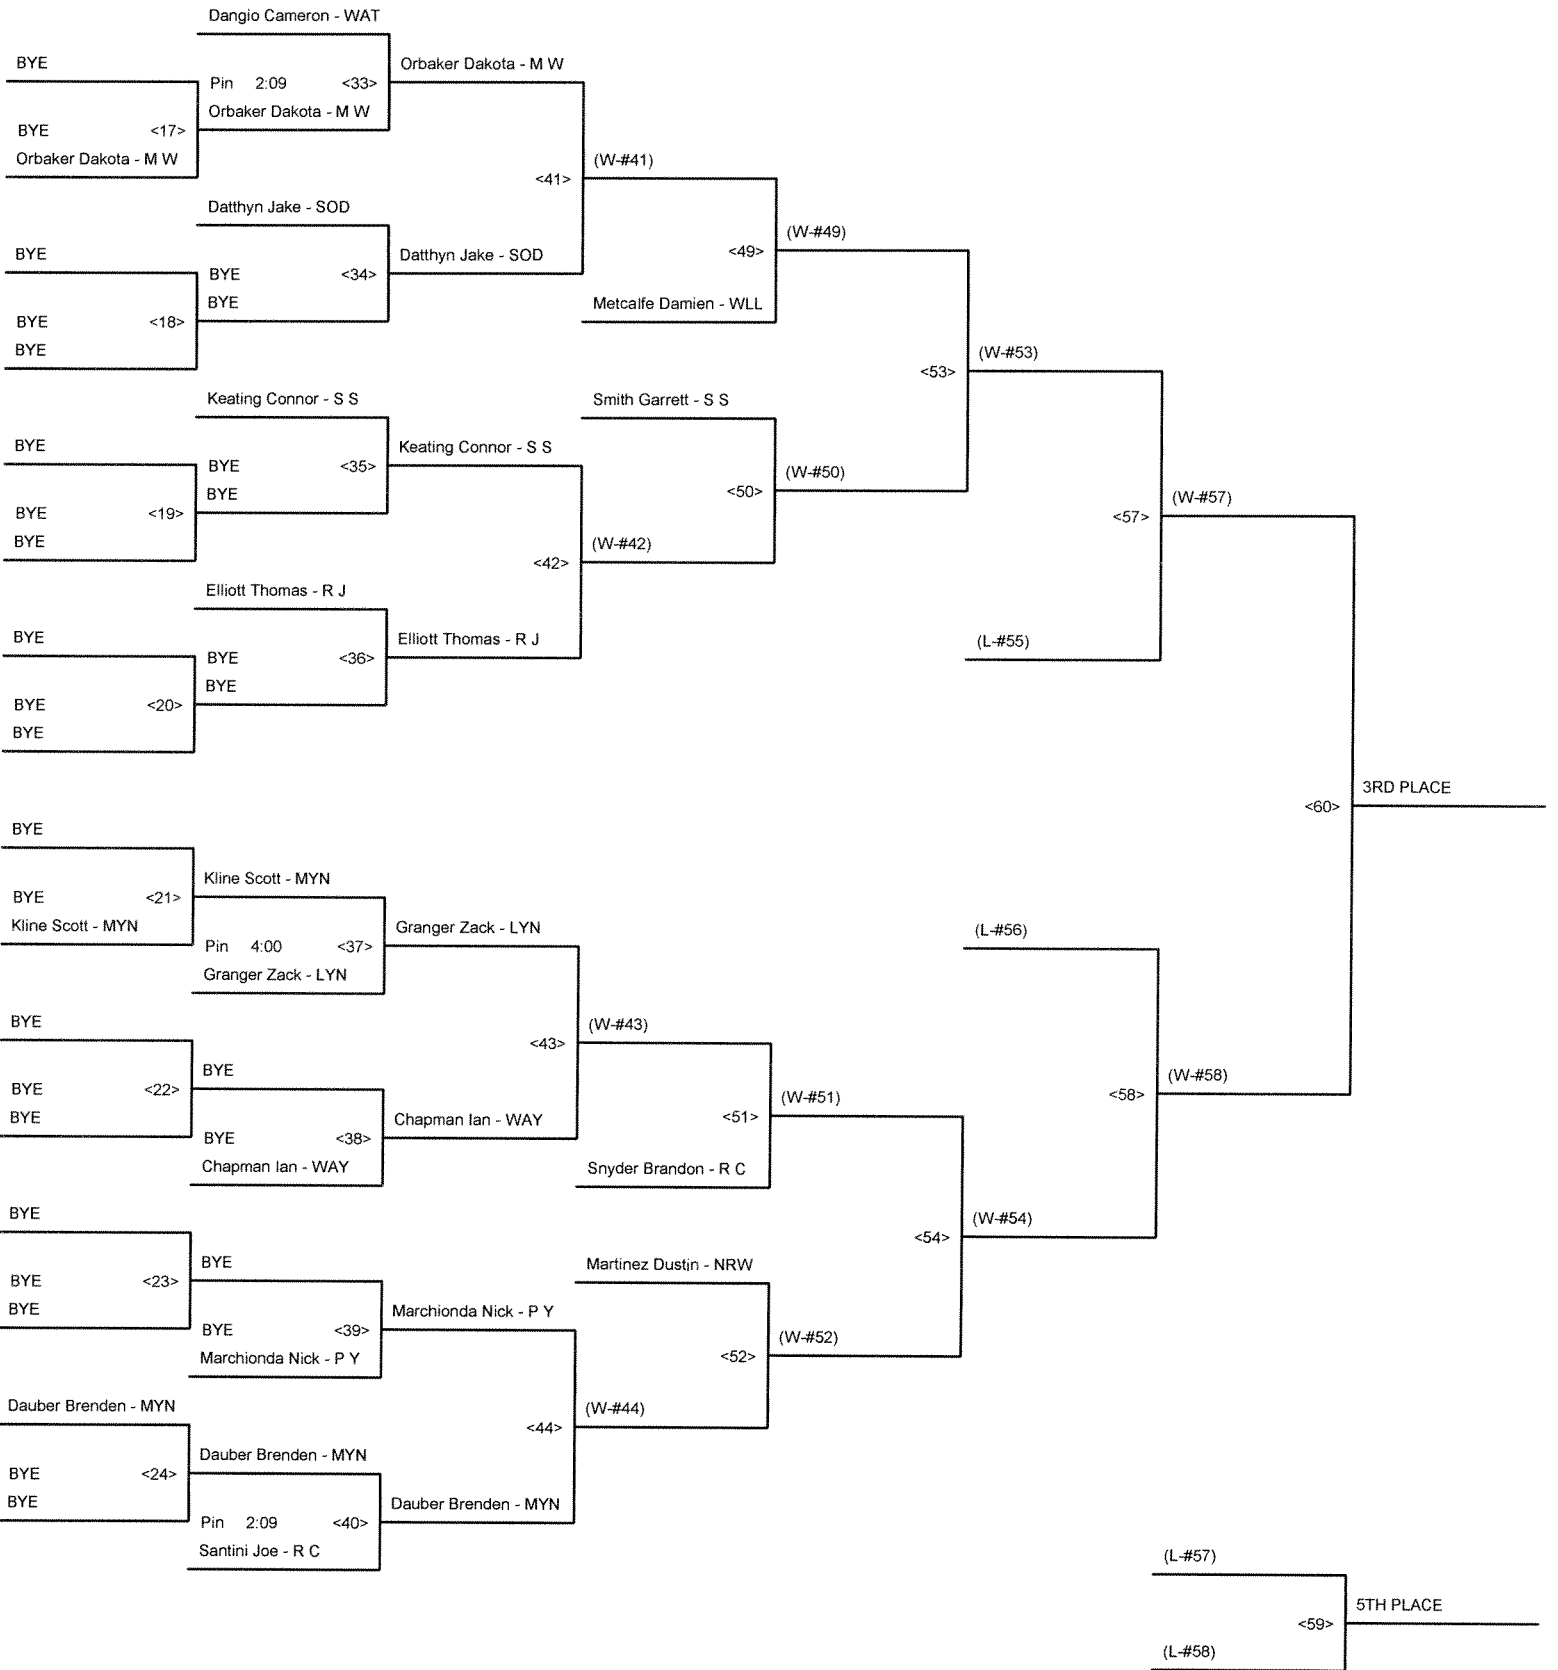 Dangio Cameron - WAT
BYE
Pin 2:09 <33>
Orbaker Dakota - M W
Orbaker Dakota - M W
BYE <17>
Orbaker Dakota - M W
(W-#41)
<41>
Datthyn Jake - SOD
(W-#49)
<49>
BYE
BYE <34>
BYE
Datthyn Jake - SOD
Metcalfe Damien - WLL
BYE <18>
BYE
(W-#53)
<53>
Keating Connor - S S
Smith Garrett - S S
BYE
BYE <35>
BYE
Keating Connor - S S
(W-#50)
<50>
BYE <19>
BYE
(W-#57)
<57>
(W-#42)
<42>
Elliott Thomas - R J
BYE
BYE <36>
BYE
Elliott Thomas - R J
(L-#55)
BYE <20>
BYE
3RD PLACE
<60>
BYE
Kline Scott - MYN
BYE <21>
Kline Scott - MYN
Pin 4:00 <37>
Granger Zack - LYN
Granger Zack - LYN
(L-#56)
BYE
(W-#43)
<43>
BYE
BYE <22>
BYE
(W-#58)
<58>
(W-#51)
<51>
BYE <38>
Chapman Ian - WAY
Chapman Ian - WAY
Snyder Brandon - R C
BYE
(W-#54)
<54>
BYE
BYE <23>
BYE
Martinez Dustin - NRW
BYE <39>
Marchionda Nick - P Y
Marchionda Nick - P Y
(W-#52)
<52>
Dauber Brenden - MYN
(W-#44)
<44>
Dauber Brenden - MYN
BYE <24>
BYE
Pin 2:09 <40>
Santini Joe - R C
Dauber Brenden - MYN
(L-#57)
5TH PLACE
<59>
(L-#58)